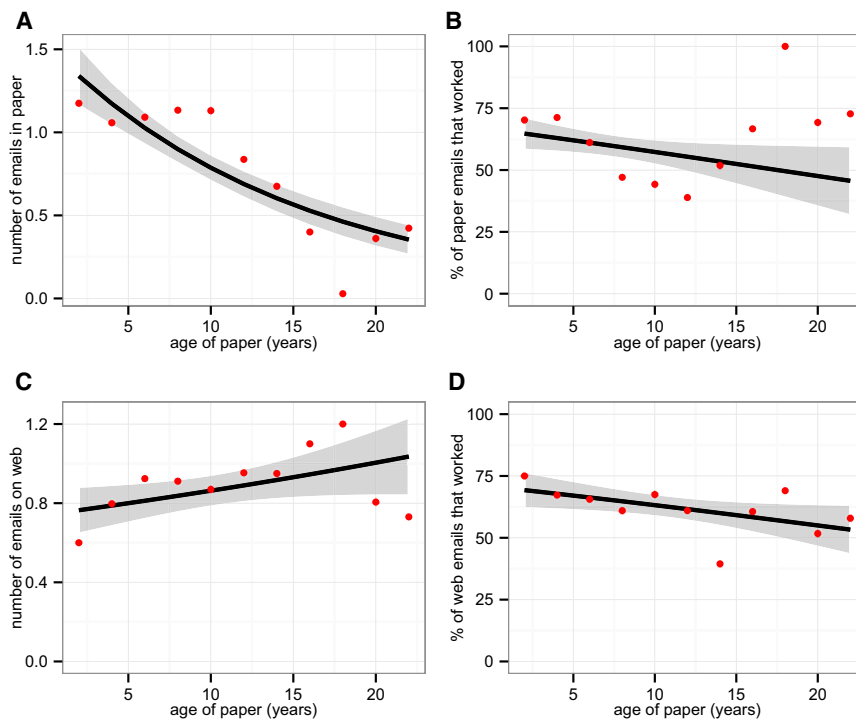 A
number of emails in paper
1.5
1.0
0.5
0.0
5 10 15 20
age of paper (years)
B
% of paper emails that worked
100
75
50
25
0
5 10 15 20
age of paper (years)
C
number of emails on web
1.2
0.8
0.4
0.0
5 10 15 20
age of paper (years)
D
% of web emails that worked
100
75
50
25
0
5 10 15 20
age of paper (years)